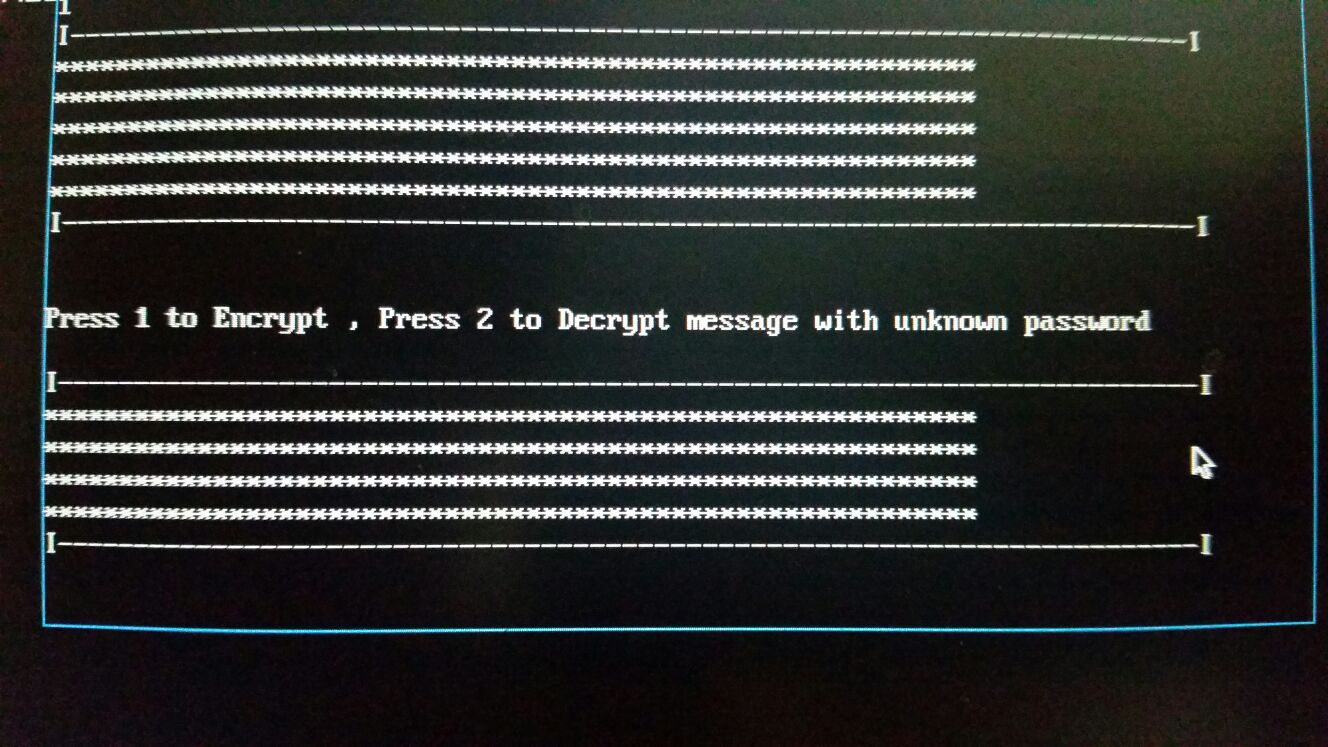 I----------------------------------------------------------------------I
*********************************************************
*********************************************************
*********************************************************
*********************************************************
*********************************************************
I----------------------------------------------------------------------I
Press 1 to Encrypt , Press 2 to Decrypt message with unknown password
I----------------------------------------------------------------------I
*********************************************************
*********************************************************
*********************************************************
*********************************************************
I----------------------------------------------------------------------I